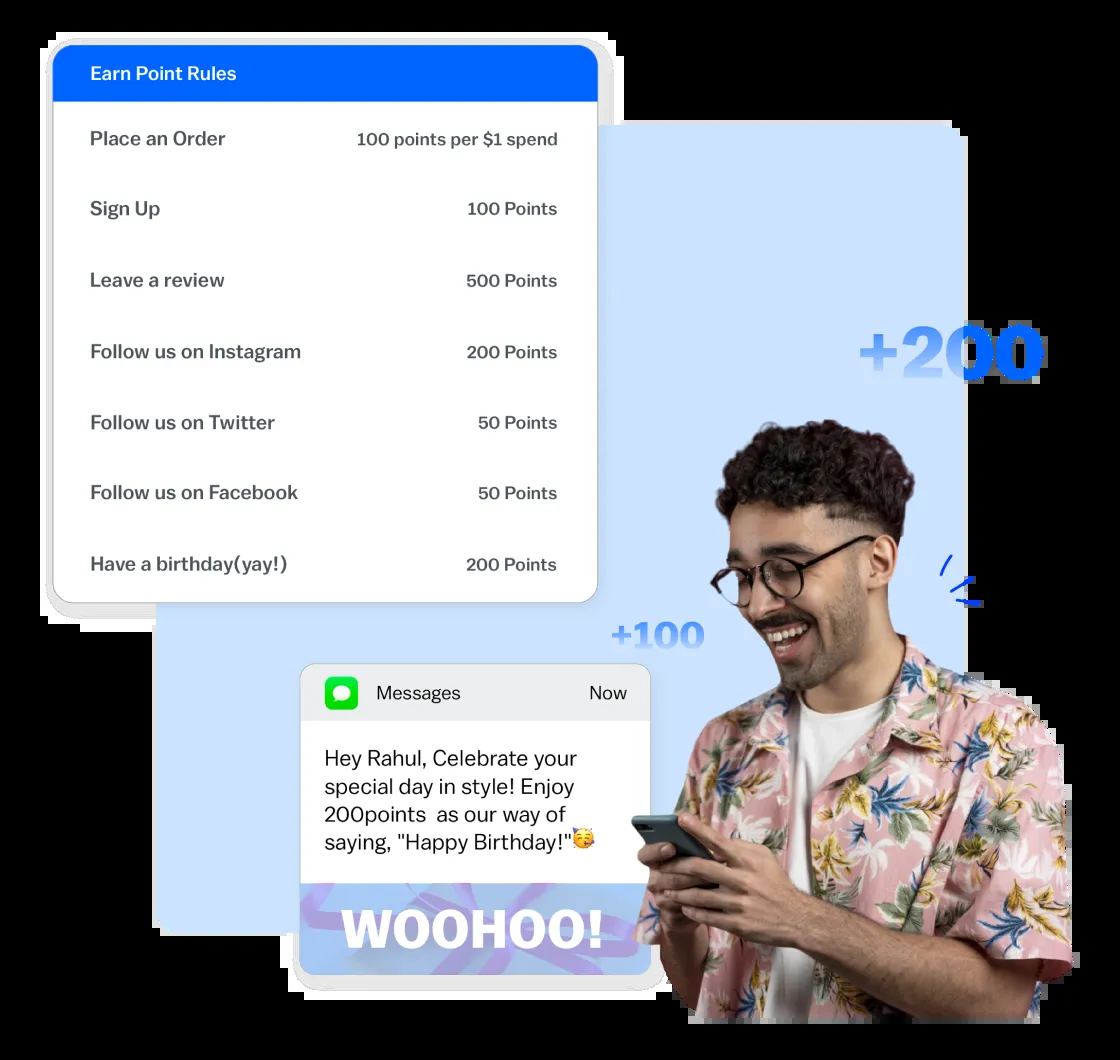 Earn Point Rules
Place an Order 100 points per $1 spend
Sign Up 100 Points
Leave a review 500 Points
Follow us on Instagram 200 Points
Follow us on Twitter 50 Points
Follow us on Facebook 50 Points
Have a birthday(yay!) 200 Points
+200
+100
Messages Now
Hey Rahul, Celebrate your
special day in style! Enjoy
200points as our way of
saying, "Happy Birthday!"🥳
WOOHOO!